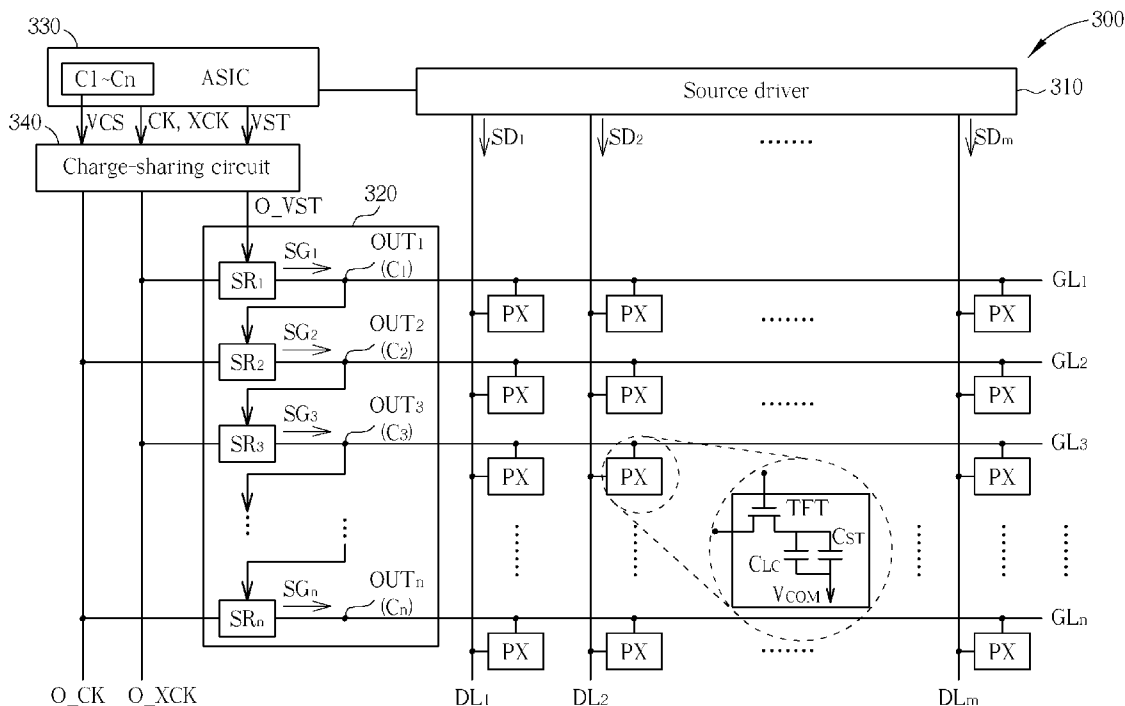 330
300
C1~Cn
ASIC
Source driver
310
VCS
CK, XCK
VST
340
SD1
SD2
.......
SDm
Charge-sharing circuit
O_VST
320
SG1
OUT1
(C1)
SR1
GL1
PX
PX
.......
PX
SG2
OUT2
(C2)
SR2
GL2
PX
PX
.......
PX
SG3
OUT3
(C3)
SR3
GL3
PX
PX
PX
TFT
CST
CLC
VCOM
SGn
OUTn
(Cn)
SRn
GLn
PX
PX
.......
PX
O_CK
O_XCK
DL1
DL2
DLm